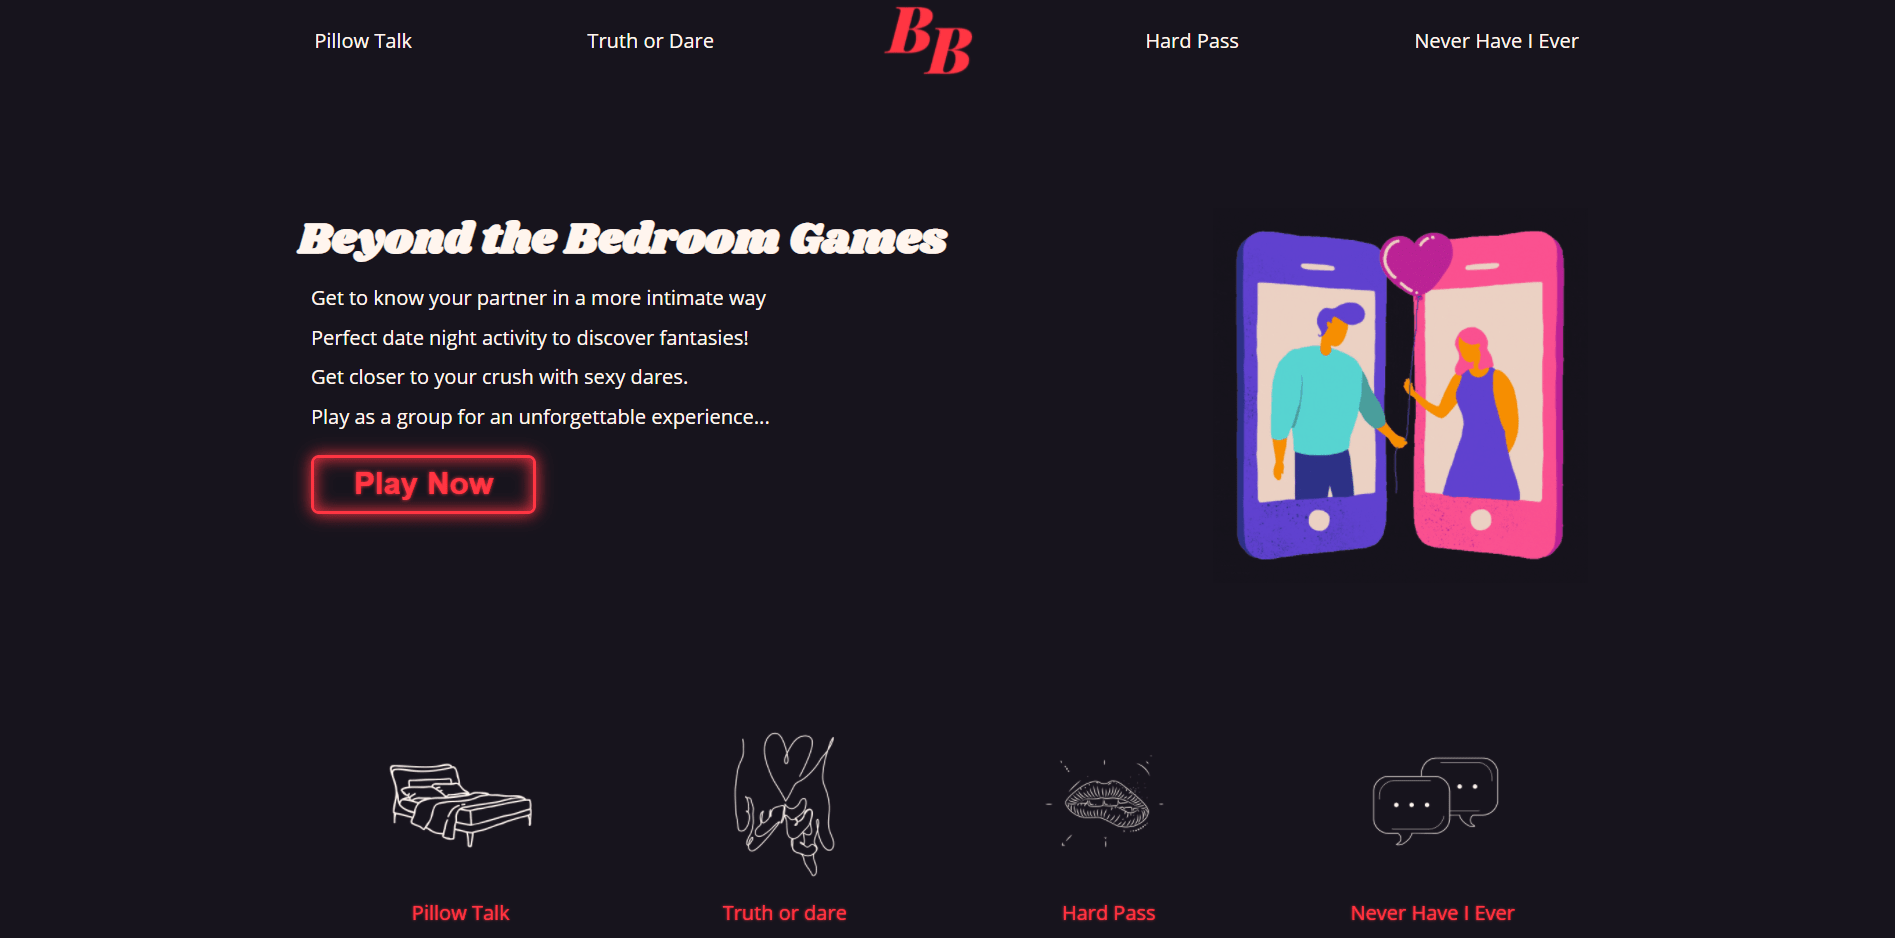 Pillow Talk
Truth or Dare
BB
Hard Pass
Never Have I Ever
Beyond the Bedroom Games
Get to know your partner in a more intimate way
Perfect date night activity to discover fantasies!
Get closer to your crush with sexy dares.
Play as a group for an unforgettable experience...
Play Now
Pillow Talk
Truth or dare
Hard Pass
Never Have I Ever